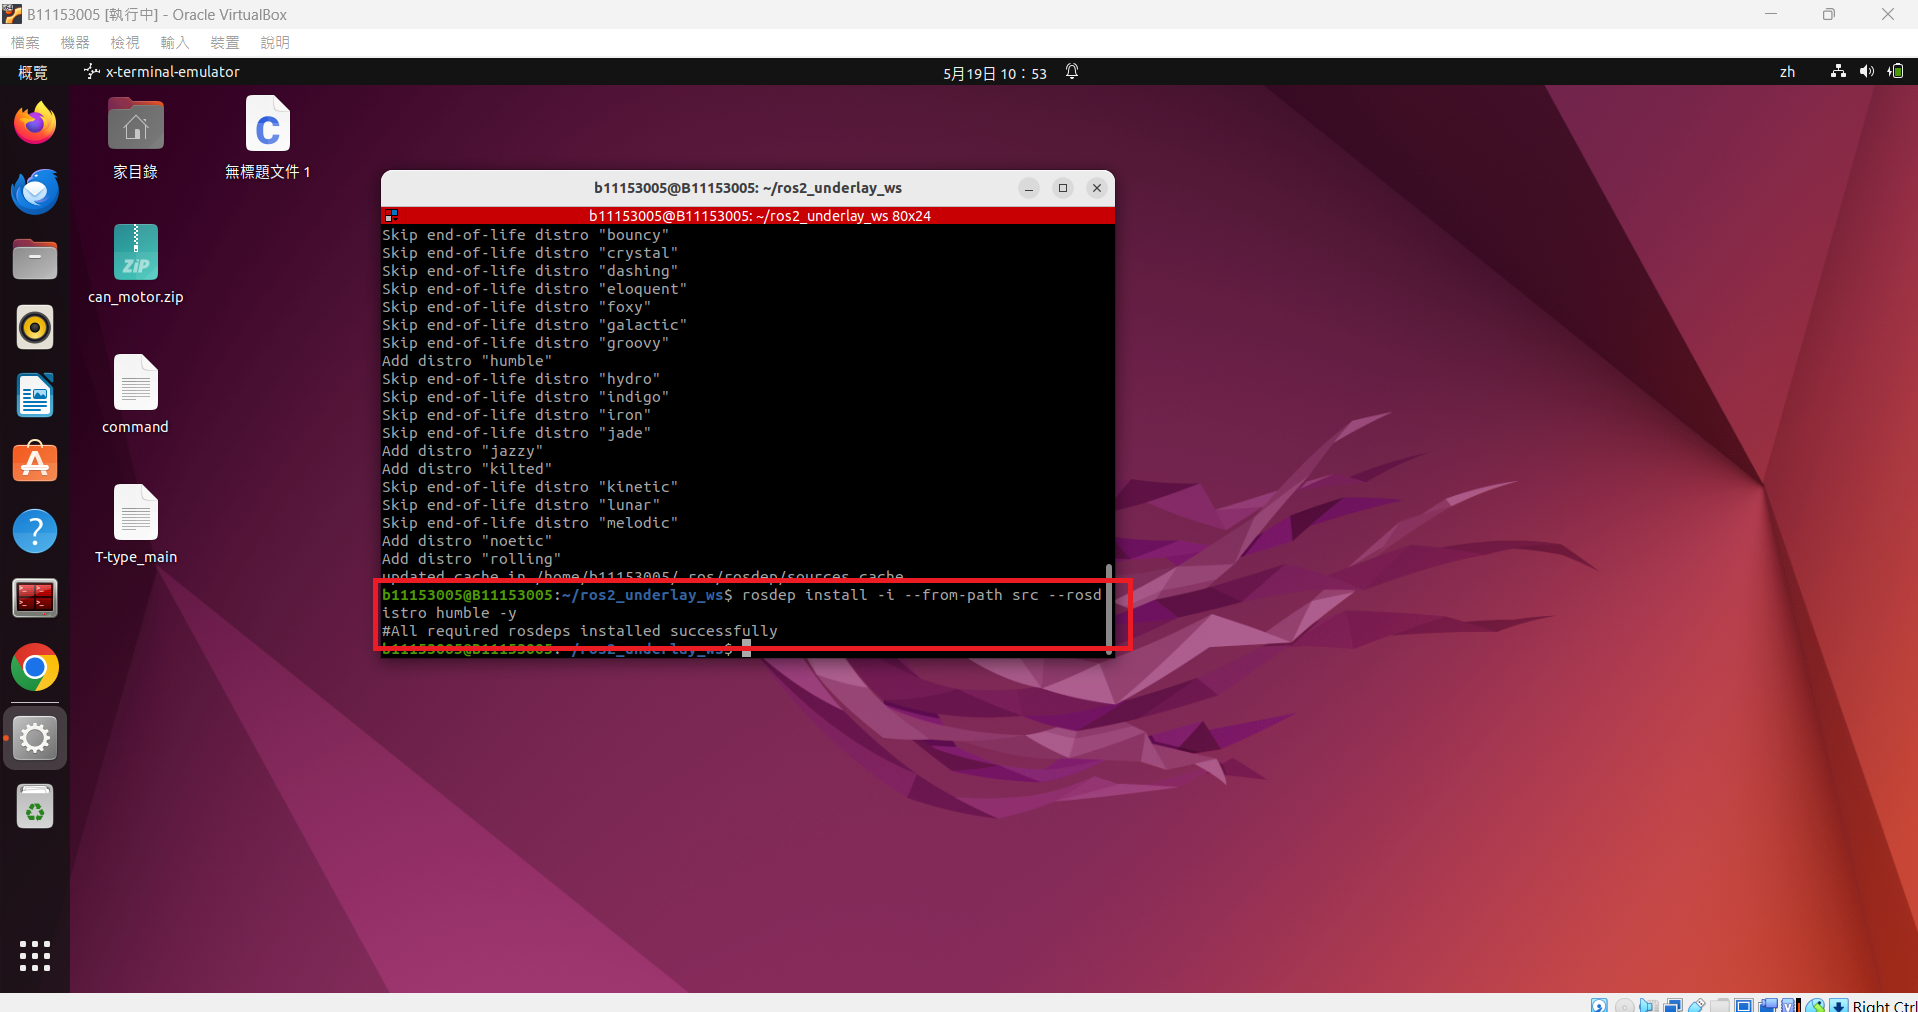 B11153005 [執行中] - Oracle VirtualBox
檔案 機器 檢視 輸入 裝置 說明
概覽 x-terminal-emulator 5月19日 10：53 zh
家目錄
無標題文件 1
can_motor.zip
command
T-type_main
b11153005@B11153005: ~/ros2_underlay_ws
b11153005@B11153005: ~/ros2_underlay_ws 80x24
Skip end-of-life distro "bouncy"
Skip end-of-life distro "crystal"
Skip end-of-life distro "dashing"
Skip end-of-life distro "eloquent"
Skip end-of-life distro "foxy"
Skip end-of-life distro "galactic"
Skip end-of-life distro "groovy"
Add distro "humble"
Skip end-of-life distro "hydro"
Skip end-of-life distro "indigo"
Skip end-of-life distro "iron"
Skip end-of-life distro "jade"
Add distro "jazzy"
Add distro "kilted"
Skip end-of-life distro "kinetic"
Skip end-of-life distro "lunar"
Skip end-of-life distro "melodic"
Add distro "noetic"
Add distro "rolling"
updated cache in /home/b11153005/.ros/rosdep/sources.cache
b11153005@B11153005:~/ros2_underlay_ws$ rosdep install -i --from-path src --rosd
istro humble -y
#All required rosdeps installed successfully
b11153005@B11153005:~/ros2_underlay_ws$
Right Ctrl